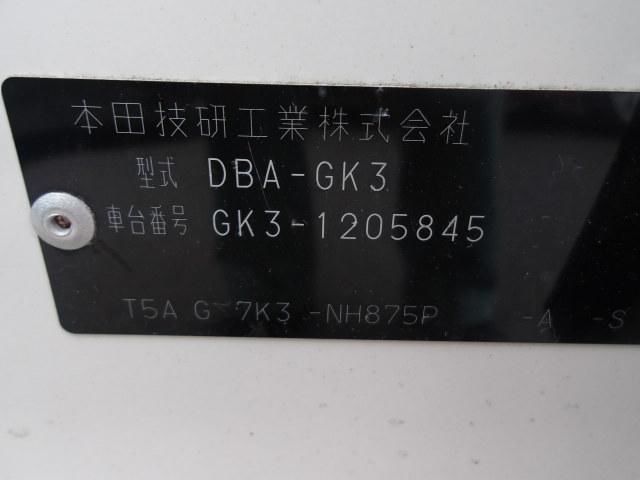 本田技研工業株式会社
型式 DBA-GK3
車台番号 GK3-1205845
T5A G 7K3 -NH875P -A -S